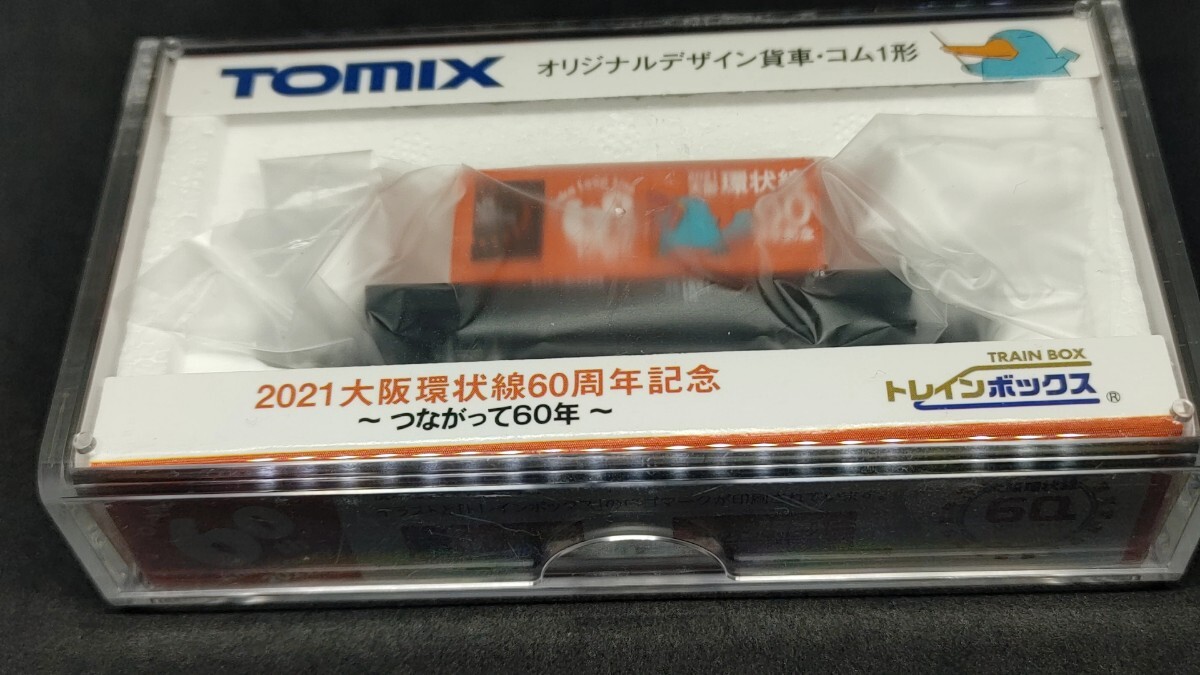 TOMIX
オリジナルデザイン貨車・コム1形
環状線
60
2021大阪環状線60周年記念
~ つながって60年 ~
TRAIN BOX
トレインボックス®
60